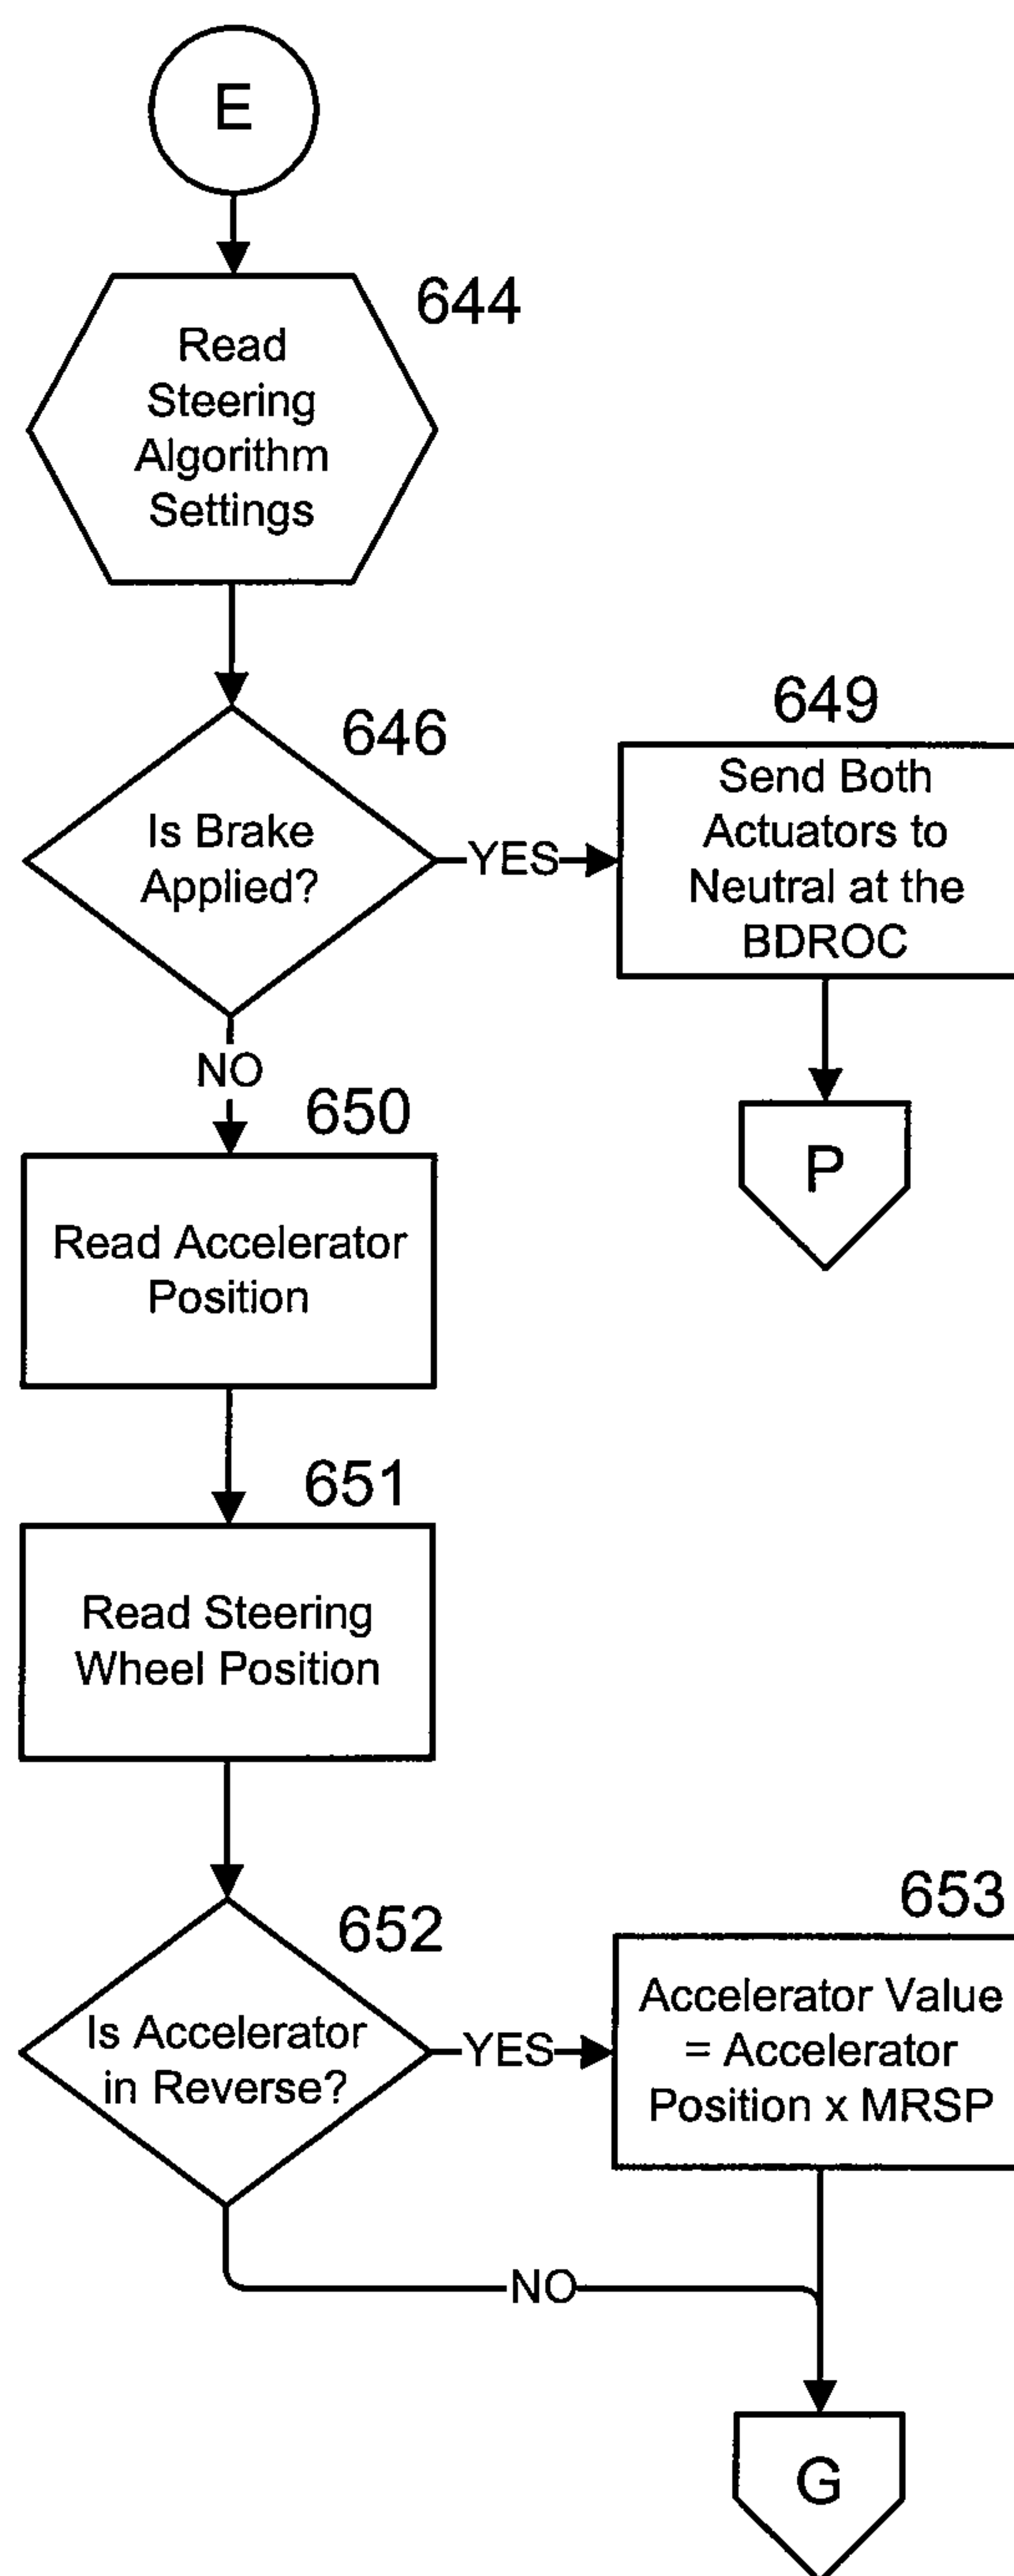 E
644
Read
Steering
Algorithm
Settings
646
Is Brake
Applied?
YES
649
Send Both
Actuators to
Neutral at the
BDROC
P
NO
650
Read Accelerator
Position
651
Read Steering
Wheel Position
652
Is Accelerator
in Reverse?
YES
653
Accelerator Value
= Accelerator
Position x MRSP
NO
G